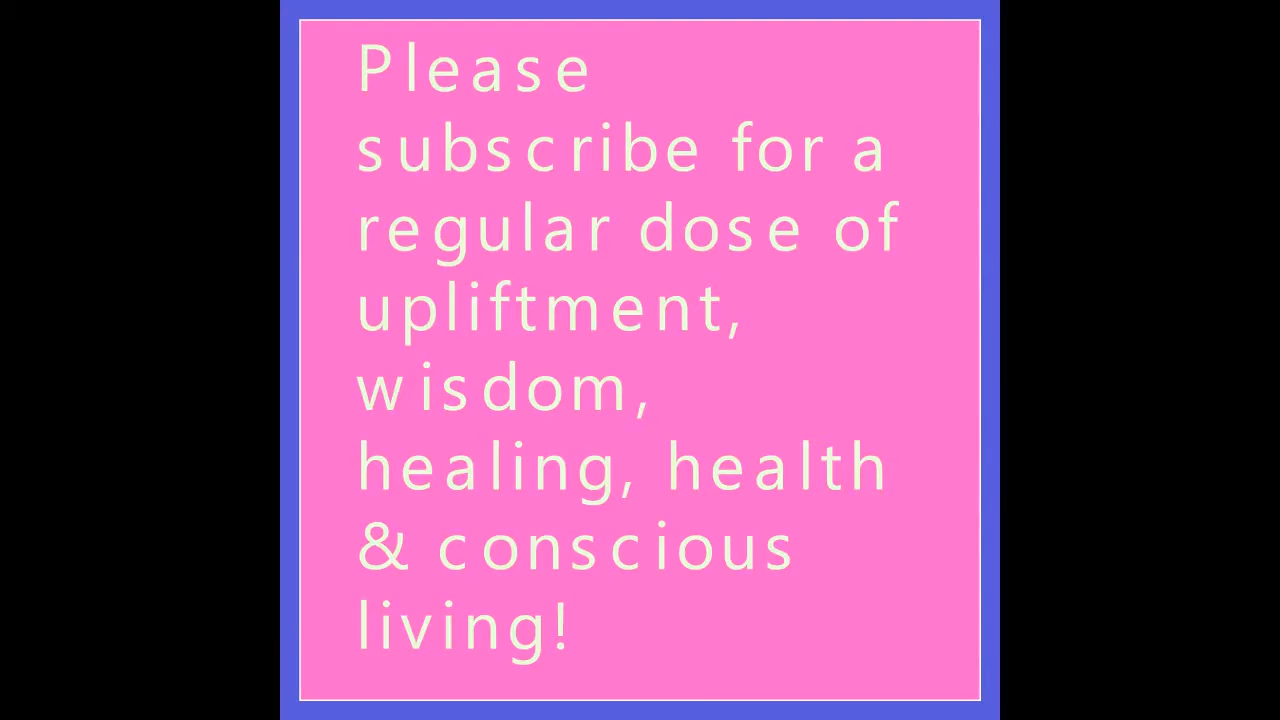 Please
subscribe for a
regular dose of
upliftment,
wisdom,
healing, health
& conscious
living!